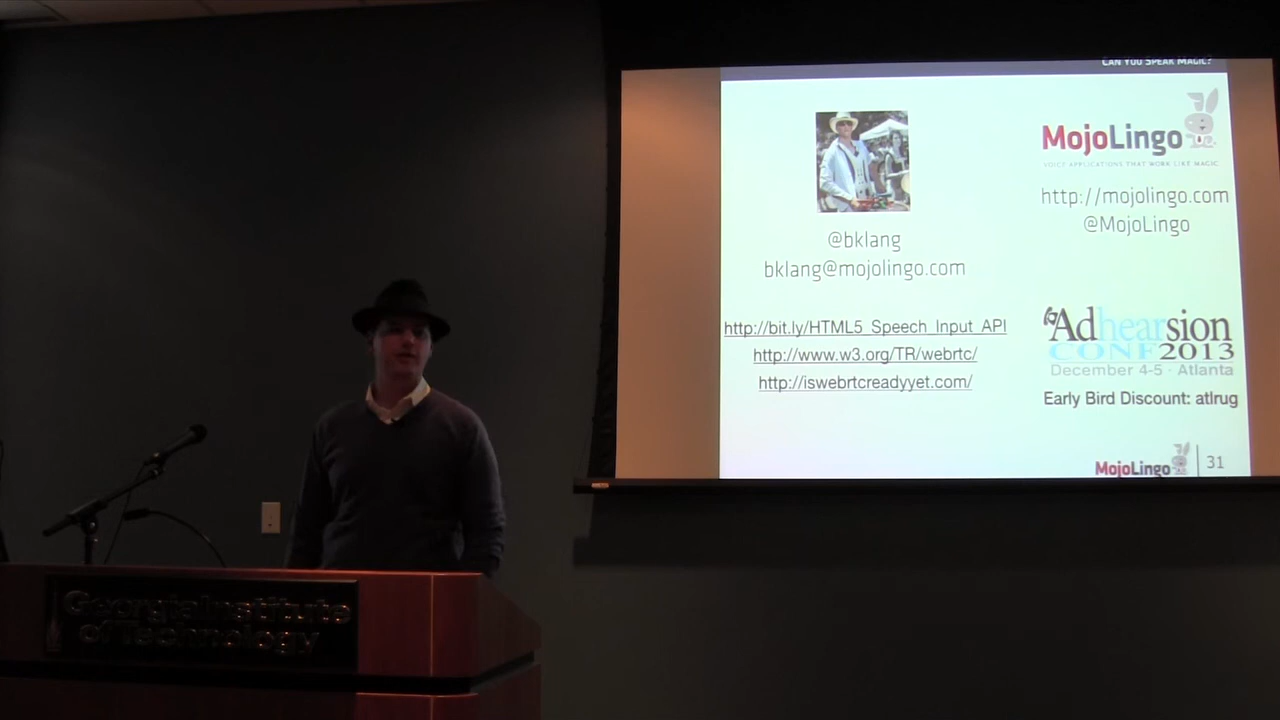 CAN YOU SPEAK MAGIC?
MojoLingo
VOICE APPLICATIONS THAT WORK LIKE MAGIC
http://mojolingo.com
@MojoLingo
@bklang
bklang@mojolingo.com
http://bit.ly/HTML5_Speech_Input_API
http://www.w3.org/TR/webrtc/
http://iswebrtcreadyyet.com/
Adhearsion
CONF 2013
December 4-5 · Atlanta
Early Bird Discount: atlrug
MojoLingo
31
Georgia Institute
of Technology